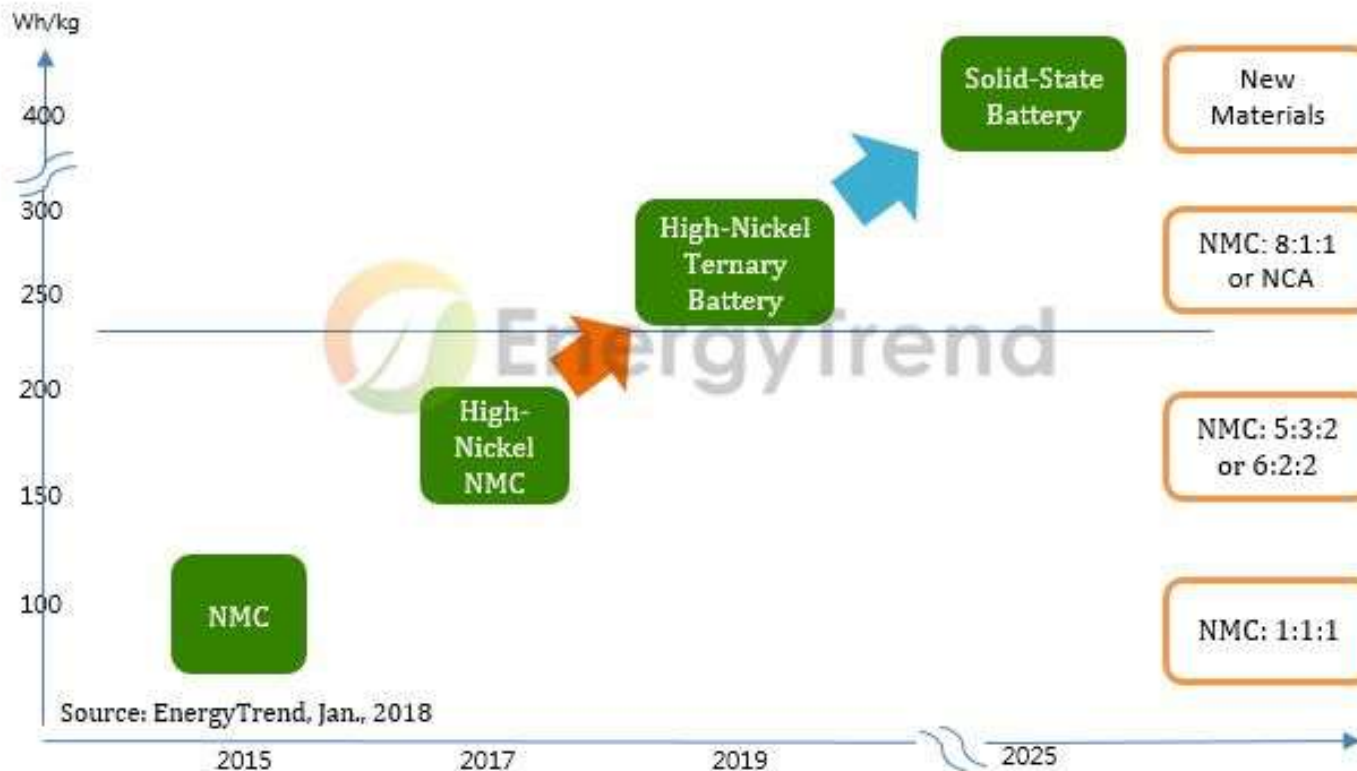 Wh/kg
400
300
250
200
150
100
Solid-State
Battery
New
Materials
High-Nickel
Ternary
Battery
NMC: 8:1:1
or NCA
EnergyTrend
High-
Nickel
NMC
NMC: 5:3:2
or 6:2:2
NMC
NMC: 1:1:1
Source: EnergyTrend, Jan., 2018
2015
2017
2019
2025